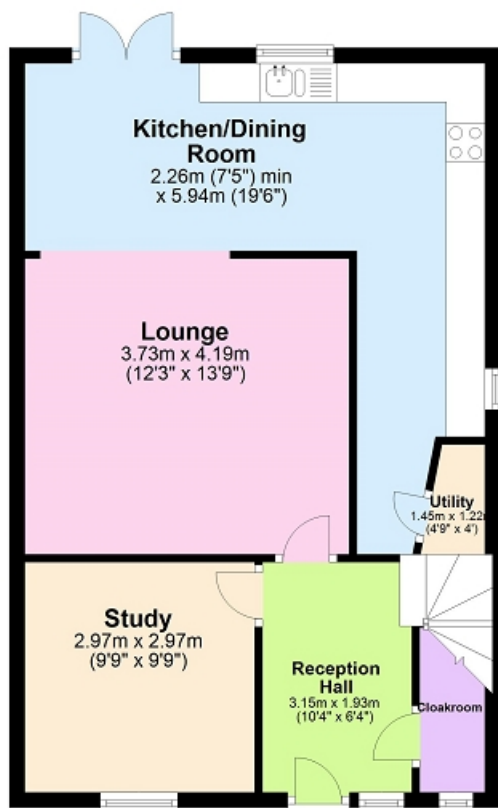 Kitchen/Dining
Room
2.26m (7'5") min
x 5.94m (19'6")
Lounge
3.73m x 4.19m
(12'3" x 13'9")
Utility
1.45m x 1.22m
(4'9" x 4')
Study
2.97m x 2.97m
(9'9" x 9'9")
Reception
Hall
3.15m x 1.93m
(10'4" x 6'4")
Cloakroom